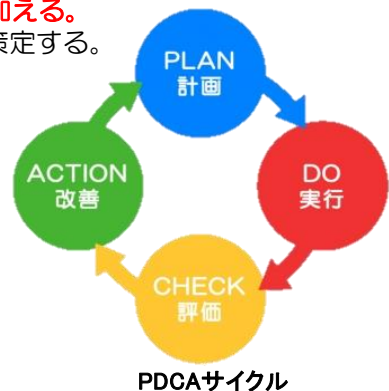 加える。
策定する。
PLAN
計画
DO
実行
CHECK
評価
ACTION
改善
PDCAサイクル